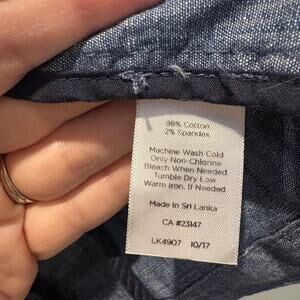 98% Cotton
2% Spandex
Machine Wash Cold
Only Non-Chlorine
Bleach When Needed
Tumble Dry Low
Warm iron. If Needed
Made In Sri Lanka
CA #23147
LK4907 10/17